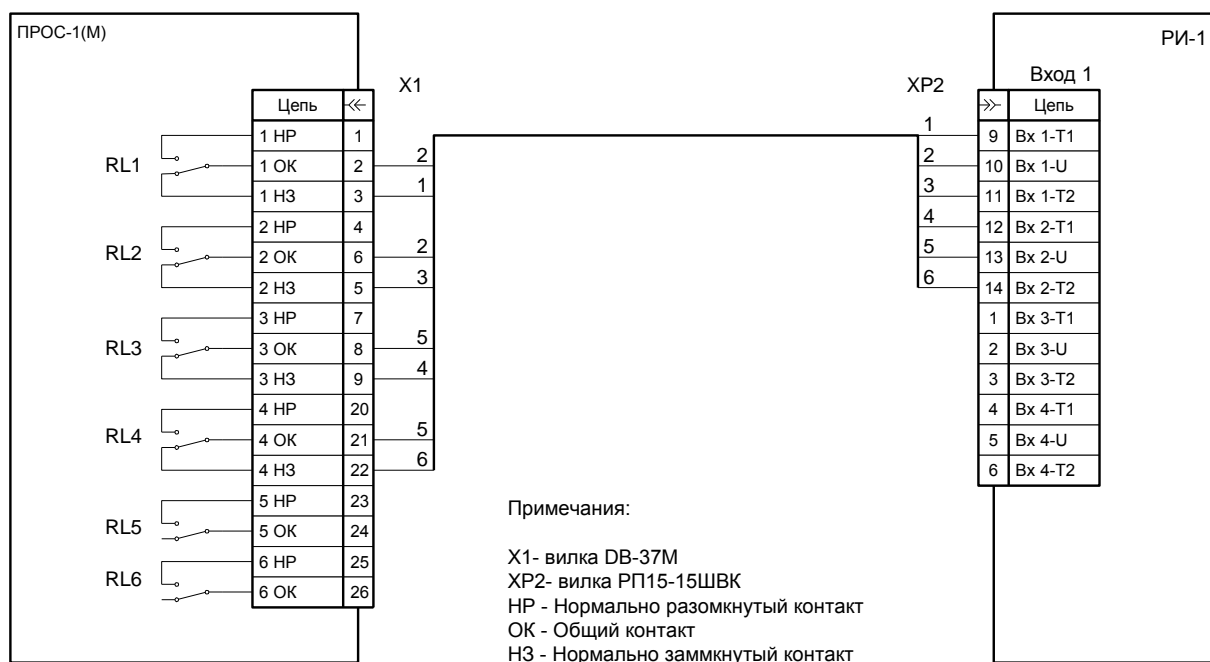 ПРОС-1(М)
РИ-1
X1
XP2
Вход 1
Цепь
1 НР 1
1 ОК 2
1 НЗ 3
2 НР 4
2 ОК 6
2 НЗ 5
3 НР 7
3 ОК 8
3 НЗ 9
4 НР 20
4 ОК 21
4 НЗ 22
5 НР 23
5 ОК 24
6 НР 25
6 ОК 26
RL1
RL2
RL3
RL4
RL5
RL6
2
1
2
3
5
4
5
6
1
2
3
4
5
6
Цепь
9 Вх 1-Т1
10 Вх 1-U
11 Вх 1-Т2
12 Вх 2-Т1
13 Вх 2-U
14 Вх 2-Т2
1 Вх 3-Т1
2 Вх 3-U
3 Вх 3-Т2
4 Вх 4-Т1
5 Вх 4-U
6 Вх 4-Т2
Примечания:
X1- вилка DB-37M
XP2- вилка РП15-15ШВК
НР - Нормально разомкнутый контакт
ОК - Общий контакт
НЗ - Нормально заммкнутый контакт